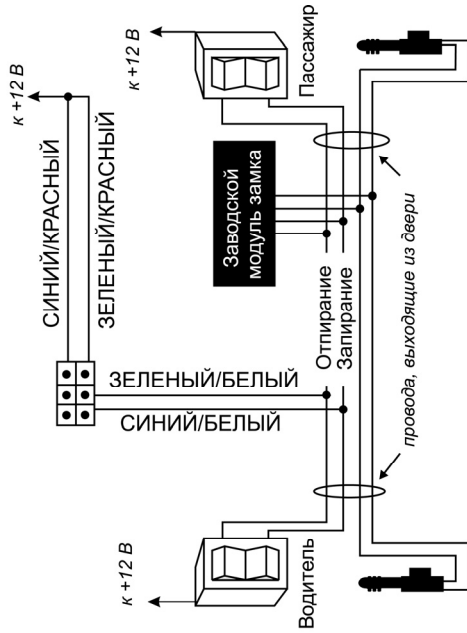 к +12 В
СИНИЙ/КРАСНЫЙ
ЗЕЛЕНЫЙ/КРАСНЫЙ
к +12 В
Пассажир
Заводской
модуль замка
ЗЕЛЕНЫЙ/БЕЛЫЙ
СИНИЙ/БЕЛЫЙ
Отпирание
Запирание
провода, выходящие из двери
к +12 В
Водитель